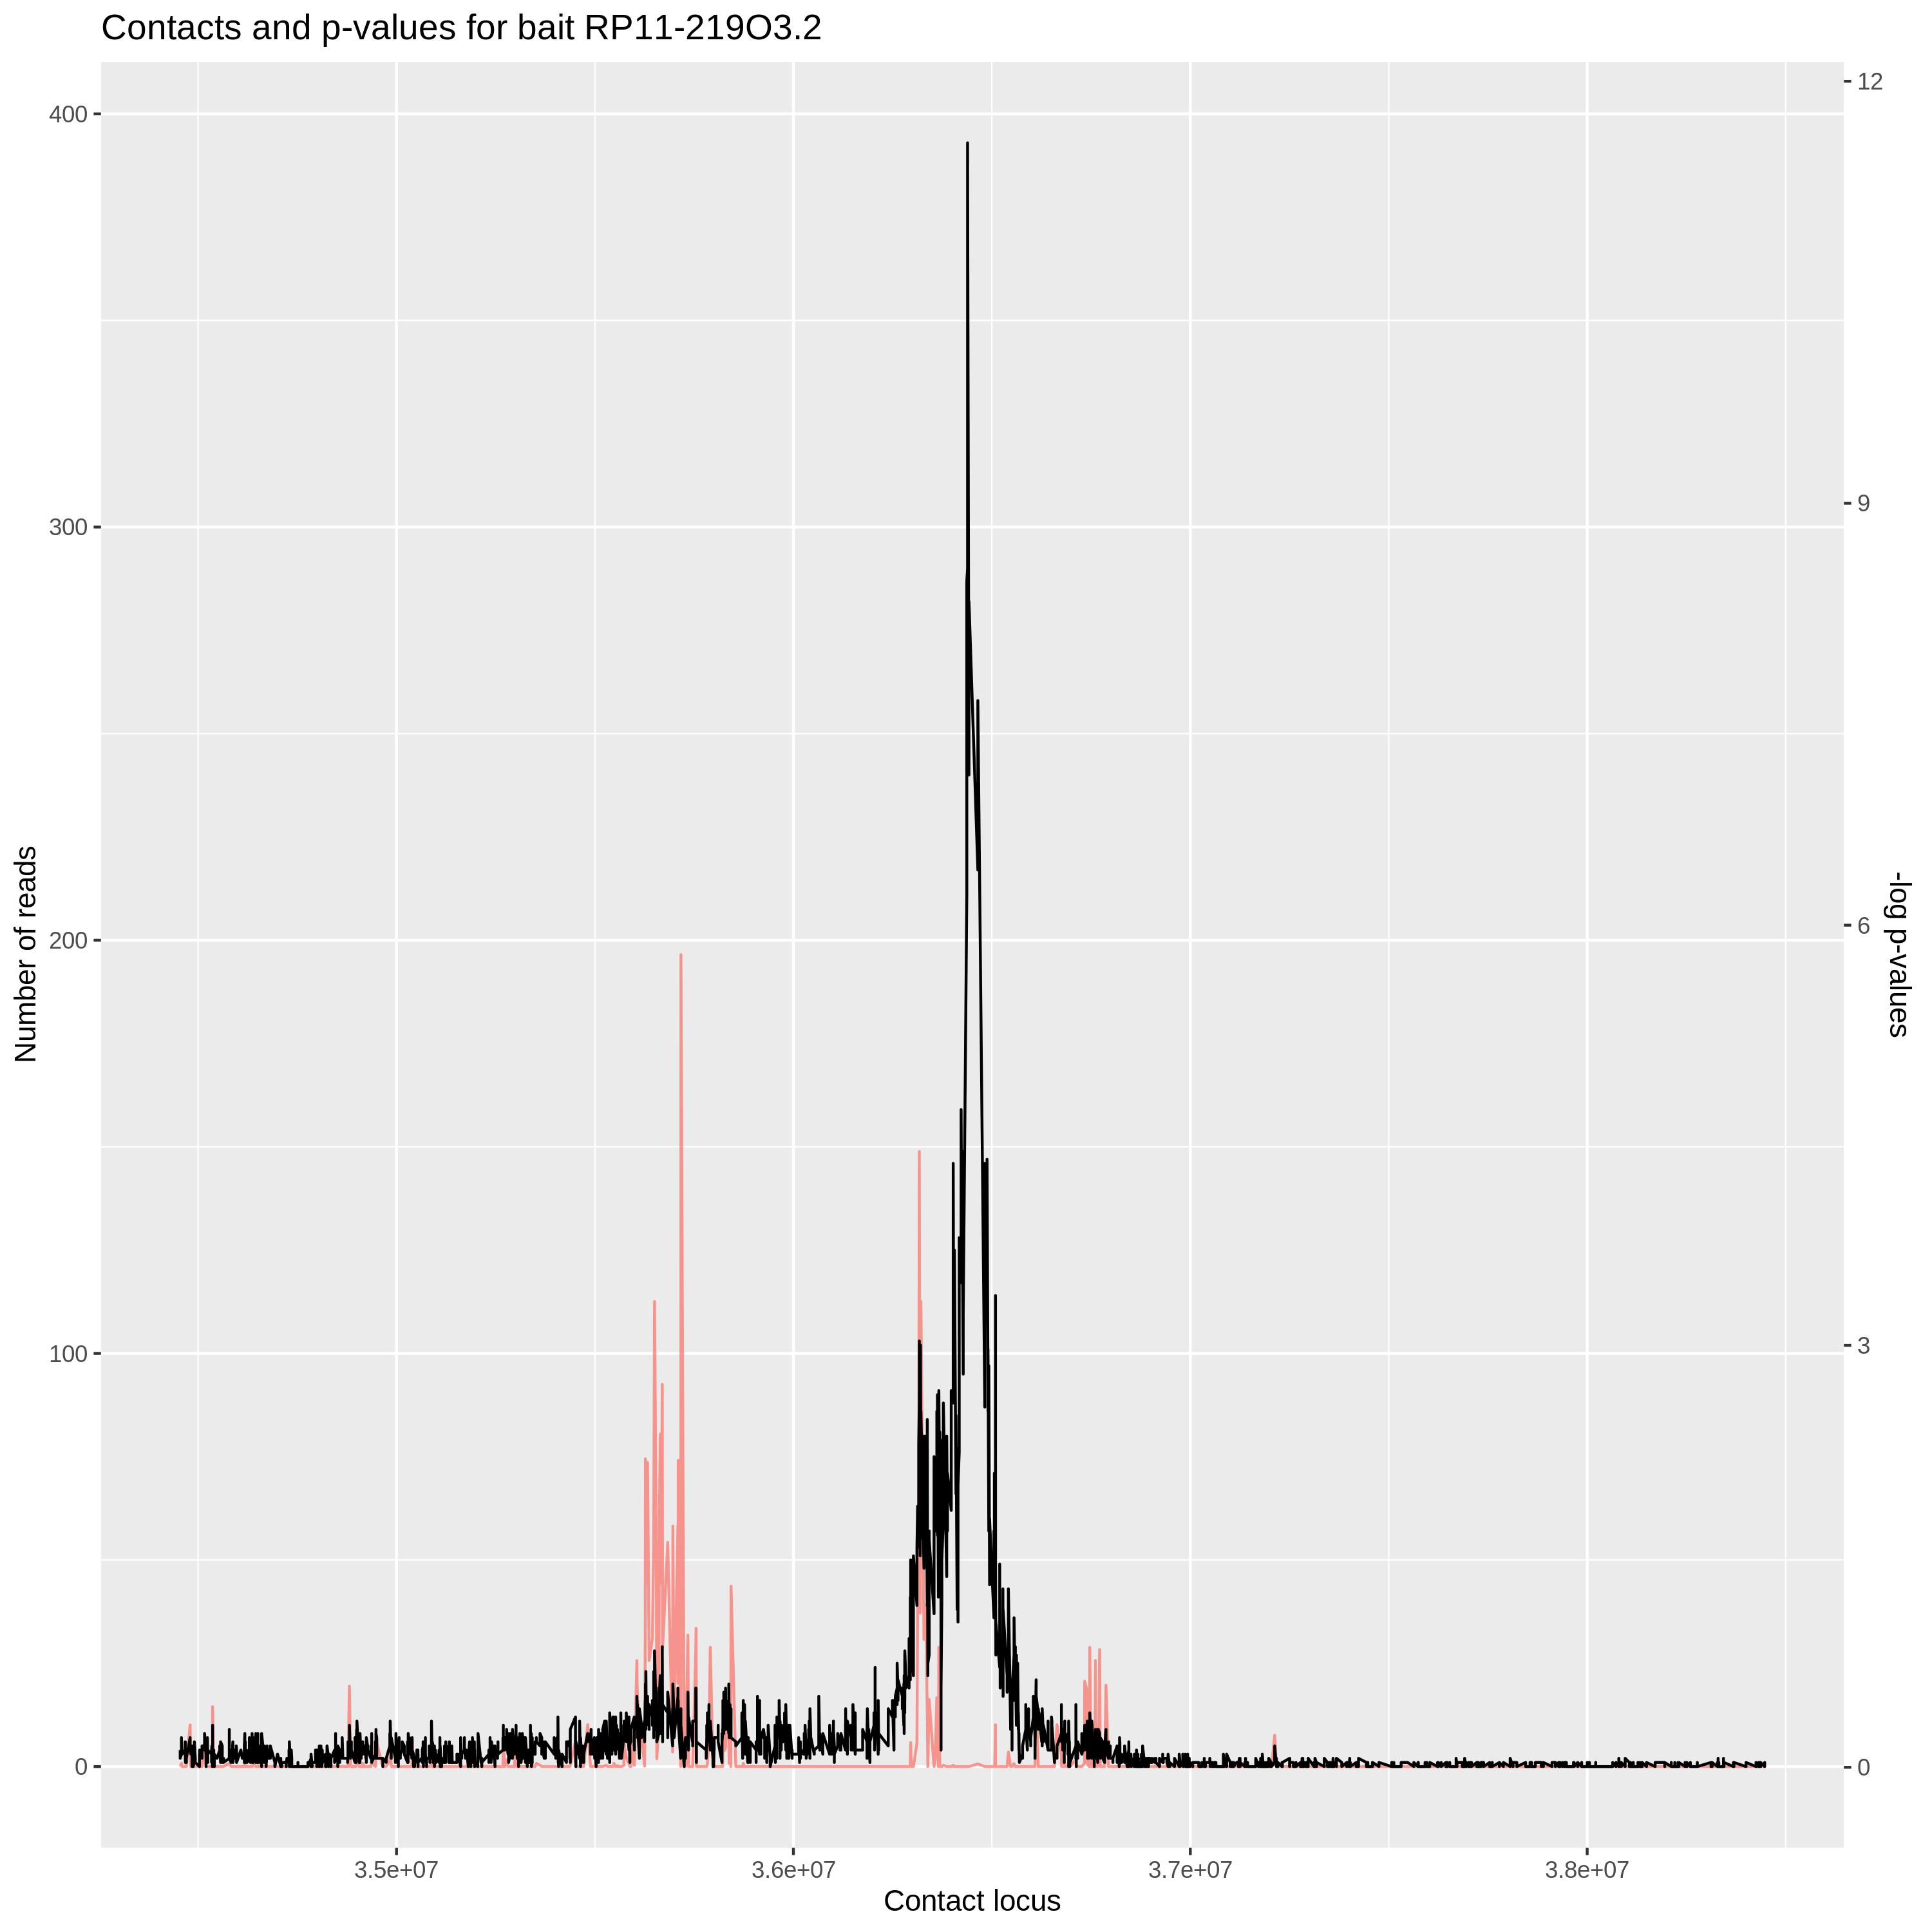 Contacts and p-values for bait RP11-219O3.2
400
300
200
100
0
12
9
6
3
0
Number of reads
-log p-values
3.5e+07
3.6e+07
3.7e+07
3.8e+07
Contact locus